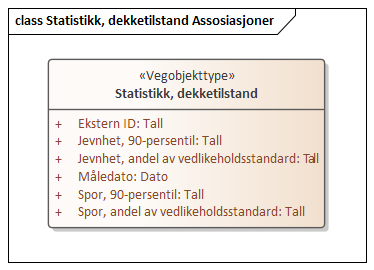 class Statistikk, dekketilstand Assosiasjoner
«Vegobjekttype»
Statistikk, dekketilstand
+ Ekstern ID: Tall
+ Jevnhet, 90-persentil: Tall
+ Jevnhet, andel av vedlikeholdsstandard: Tall
+ Måledato: Dato
+ Spor, 90-persentil: Tall
+ Spor, andel av vedlikeholdsstandard: Tall